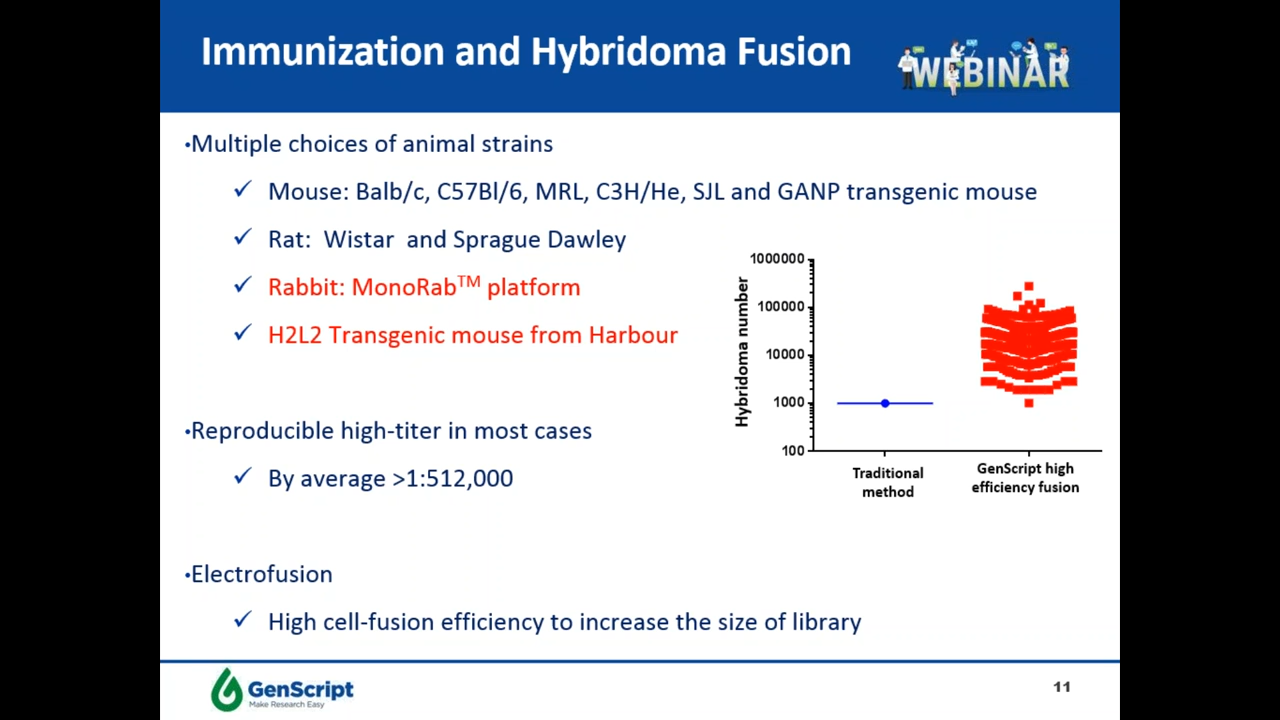 Immunization and Hybridoma Fusion
WEBINAR
•Multiple choices of animal strains
✓ Mouse: Balb/c, C57Bl/6, MRL, C3H/He, SJL and GANP transgenic mouse
✓ Rat:  Wistar  and Sprague Dawley
✓ Rabbit: MonoRab™ platform
✓ H2L2 Transgenic mouse from Harbour
•Reproducible high-titer in most cases
✓ By average >1:512,000
•Electrofusion
✓ High cell-fusion efficiency to increase the size of library
Hybridoma number
1000000
100000
10000
1000
100
Traditional
method
GenScript high
efficiency fusion
GenScript
Make Research Easy
11